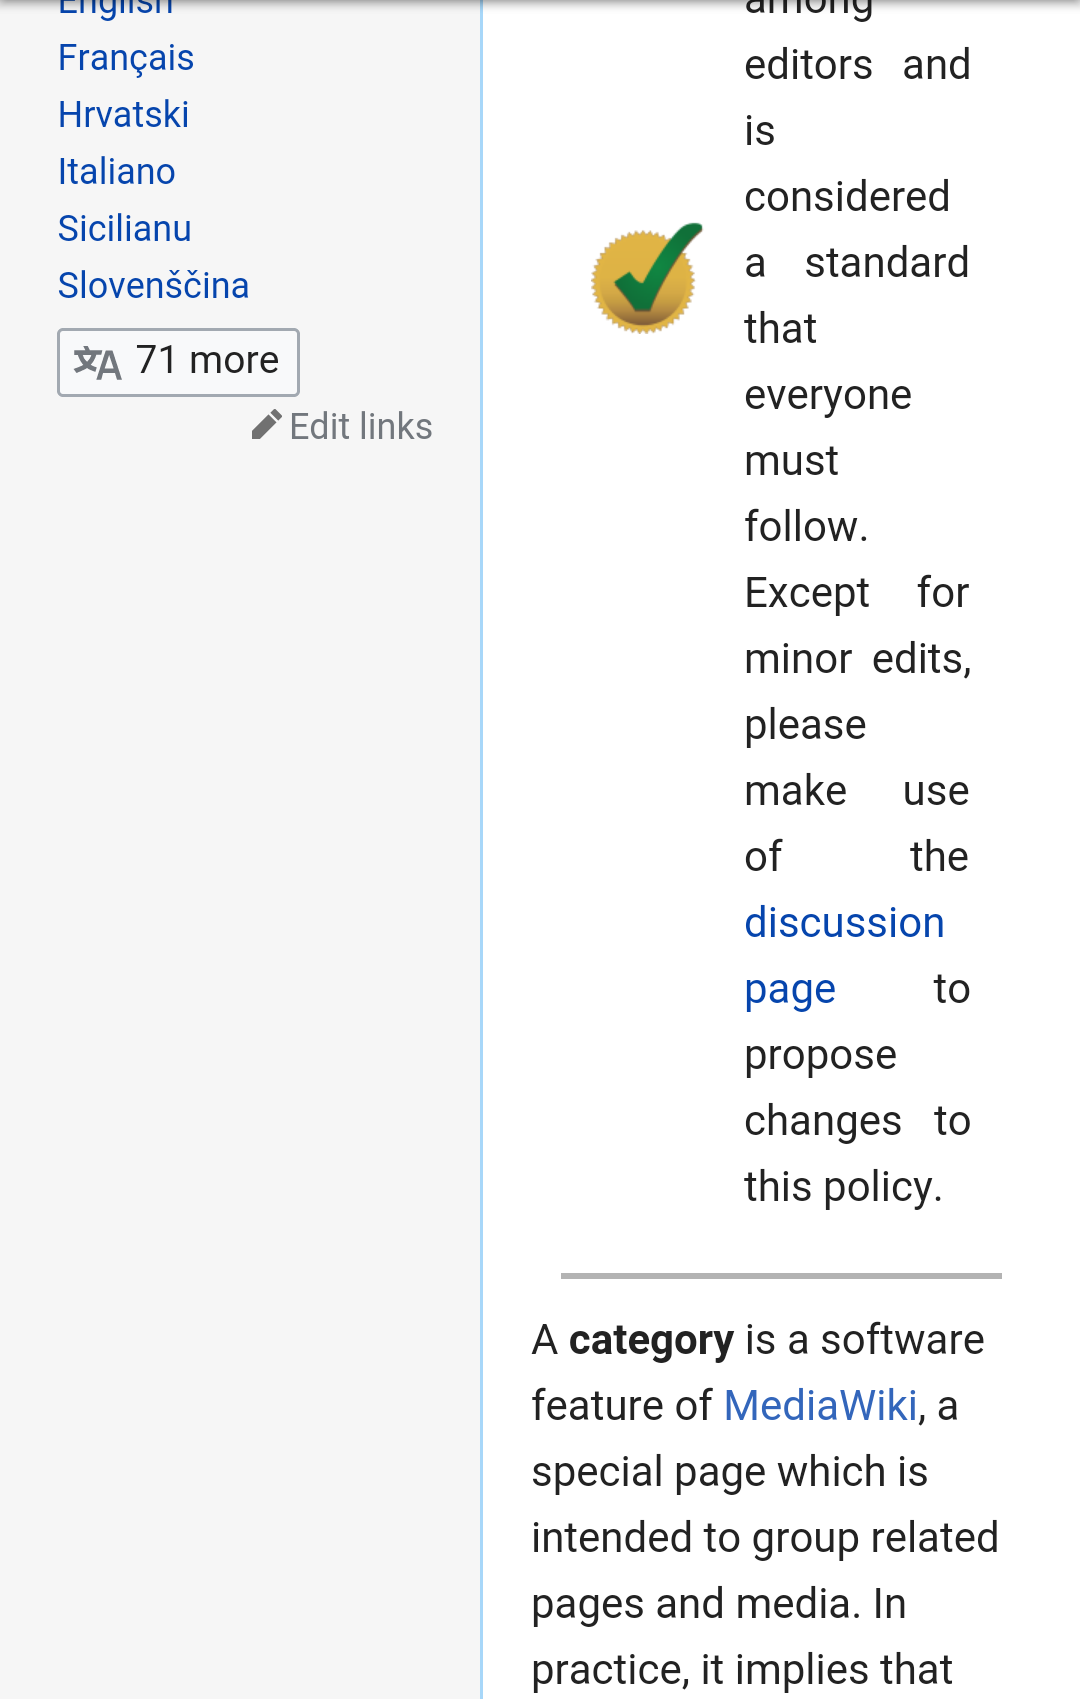 English
Français
Hrvatski
Italiano
Sicilianu
Slovenščina
71 more
Edit links
among
editors and
is
considered
a standard
that
everyone
must
follow.
Except for
minor edits,
please
make use
of the
discussion
page to
propose
changes to
this policy.
A category is a software
feature of MediaWiki, a
special page which is
intended to group related
pages and media. In
practice, it implies that